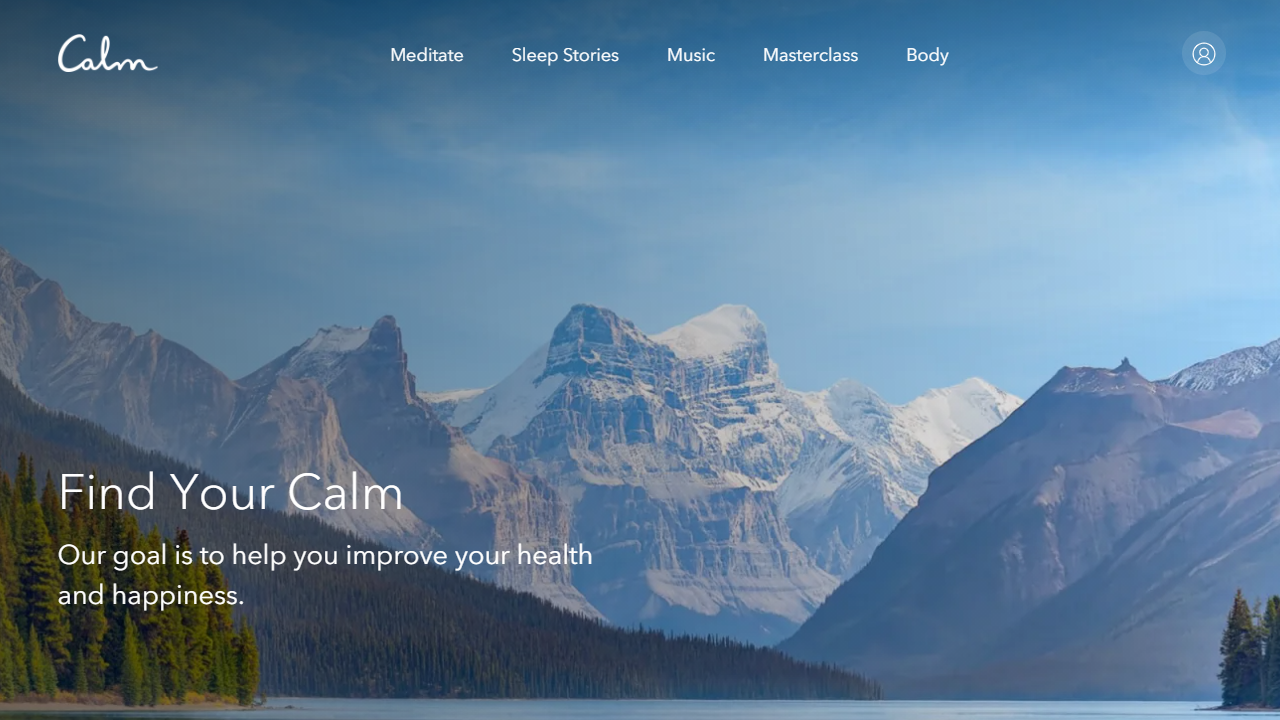 Calm
Meditate Sleep Stories Music Masterclass Body
Find Your Calm
Our goal is to help you improve your health
and happiness.